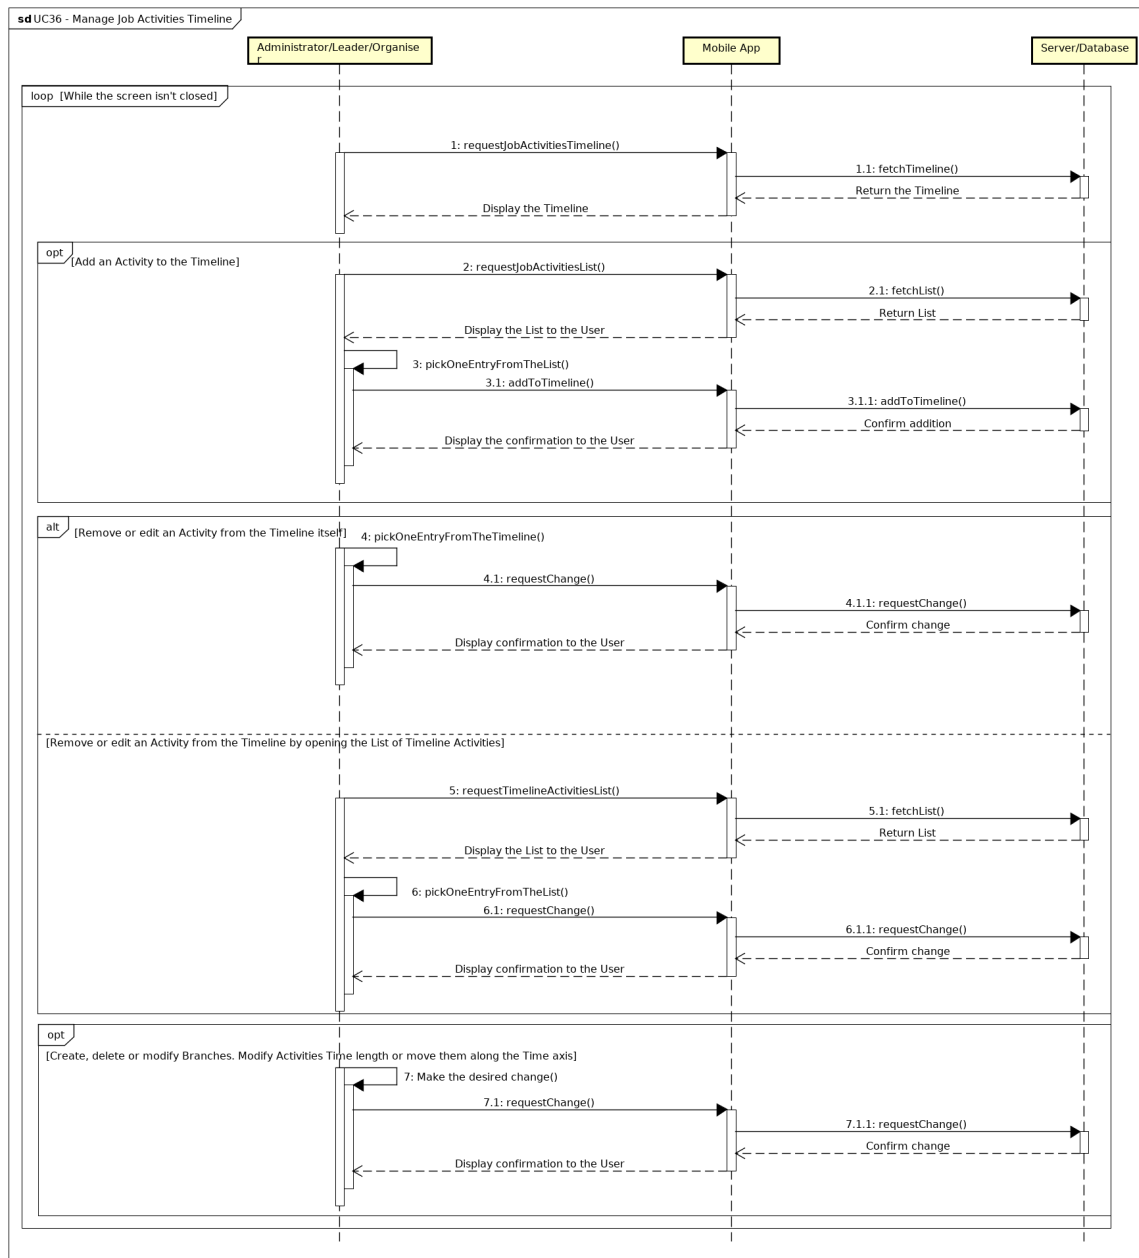 sd UC36 - Manage Job Activities Timeline
Administrator/Leader/Organise
r
Mobile App
Server/Database
loop [While the screen isn't closed]
1: requestJobActivitiesTimeline()
1.1: fetchTimeline()
Return the Timeline
Display the Timeline
opt
[Add an Activity to the Timeline]
2: requestJobActivitiesList()
2.1: fetchList()
Return List
Display the List to the User
3: pickOneEntryFromTheList()
3.1: addToTimeline()
3.1.1: addToTimeline()
Confirm addition
Display the confirmation to the User
alt
[Remove or edit an Activity from the Timeline itself]
4: pickOneEntryFromTheTimeline()
4.1: requestChange()
4.1.1: requestChange()
Confirm change
Display confirmation to the User
[Remove or edit an Activity from the Timeline by opening the List of Timeline Activities]
5: requestTimelineActivitiesList()
5.1: fetchList()
Return List
Display the List to the User
6: pickOneEntryFromTheList()
6.1: requestChange()
6.1.1: requestChange()
Confirm change
Display confirmation to the User
opt
[Create, delete or modify Branches. Modify Activities Time length or move them along the Time axis]
7: Make the desired change()
7.1: requestChange()
7.1.1: requestChange()
Confirm change
Display confirmation to the User